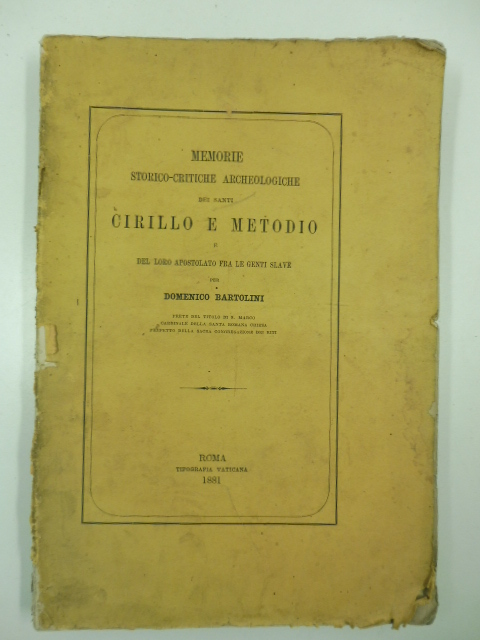 MEMORIE
STORICO-CRITICHE ARCHEOLOGICHE
DEI SANTI
CIRILLO E METODIO
E
DEL LORO APOSTOLATO FRA LE GENTI SLAVE
PER
DOMENICO BARTOLINI
PRETE DEL TITOLO DI S. MARCO
CARDINALE DELLA SANTA ROMANA CHIESA
PREFETTO DELLA SACRA CONGREGAZIONE DEI RITI
ROMA
TIPOGRAFIA VATICANA
1881